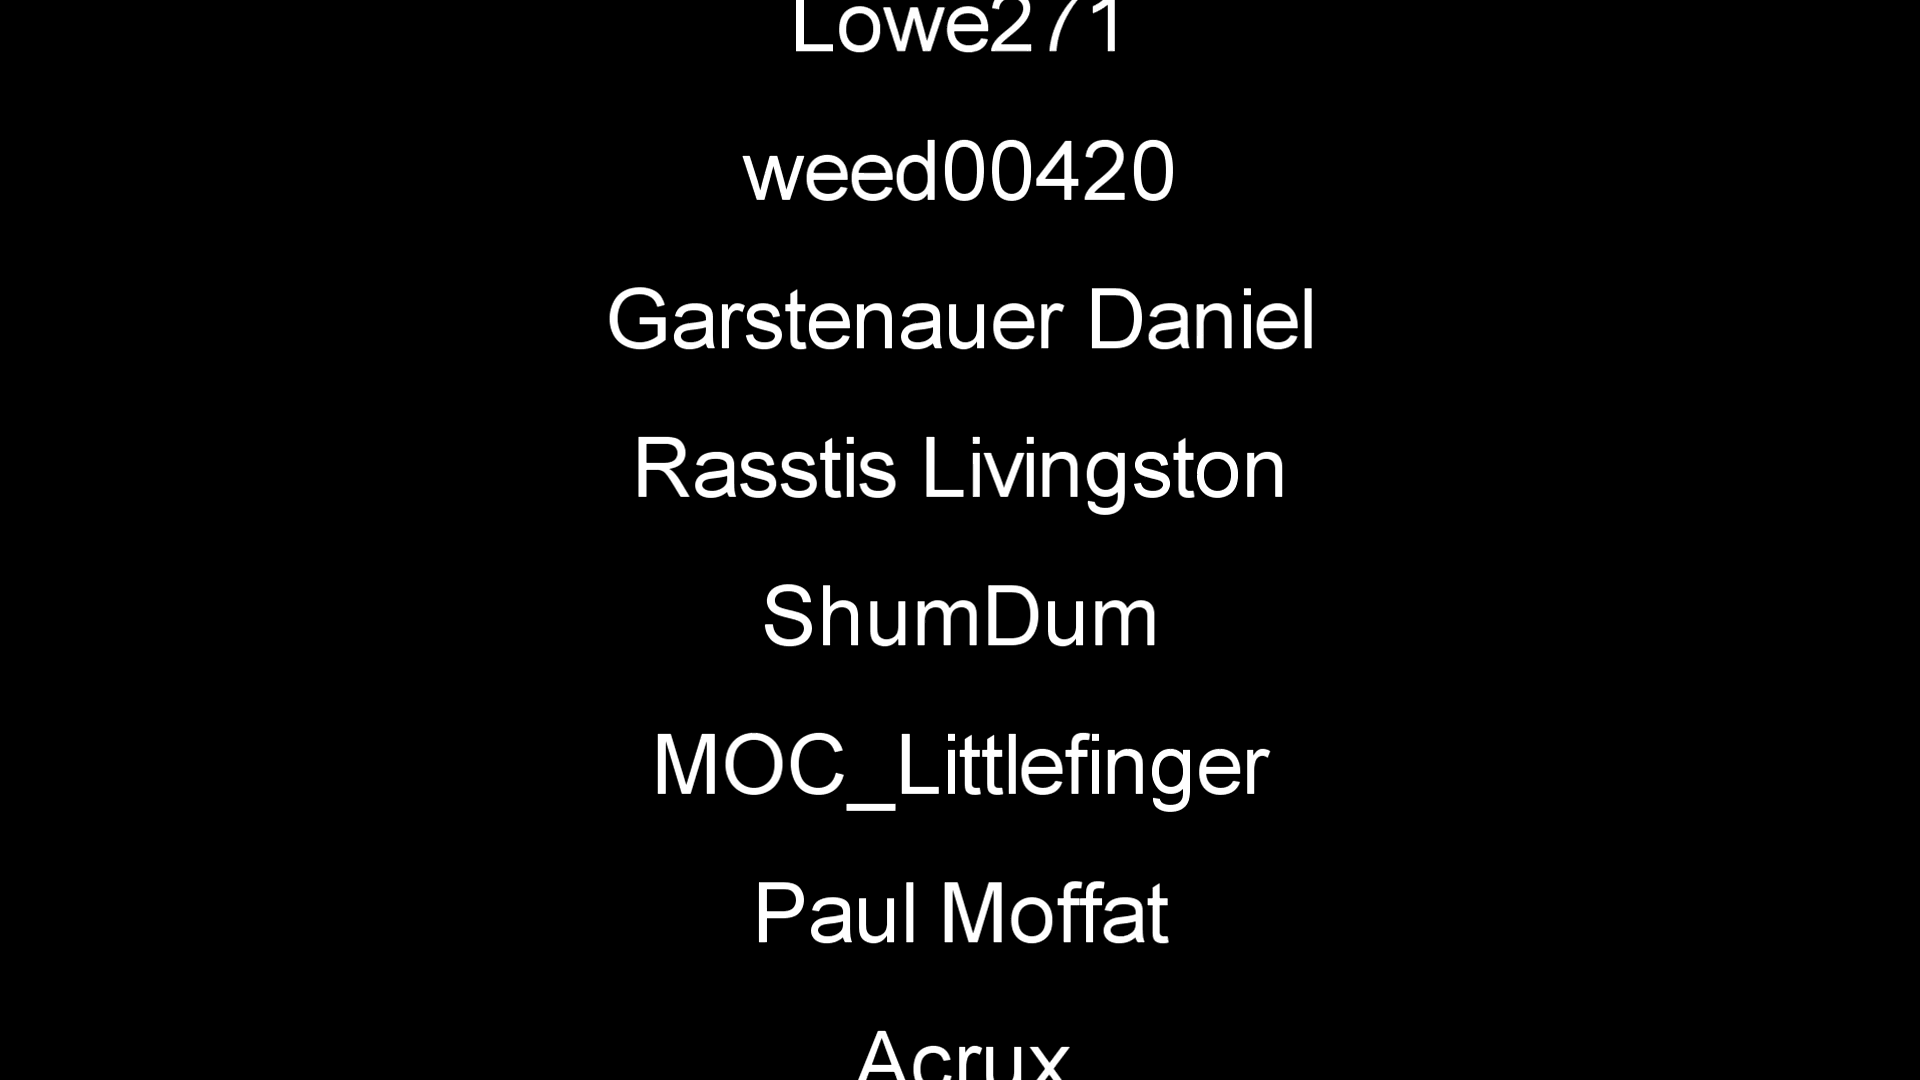 Lowe271
weed00420
Garstenauer Daniel
Rasstis Livingston
ShumDum
MOC_Littlefinger
Paul Moffat
Acrux